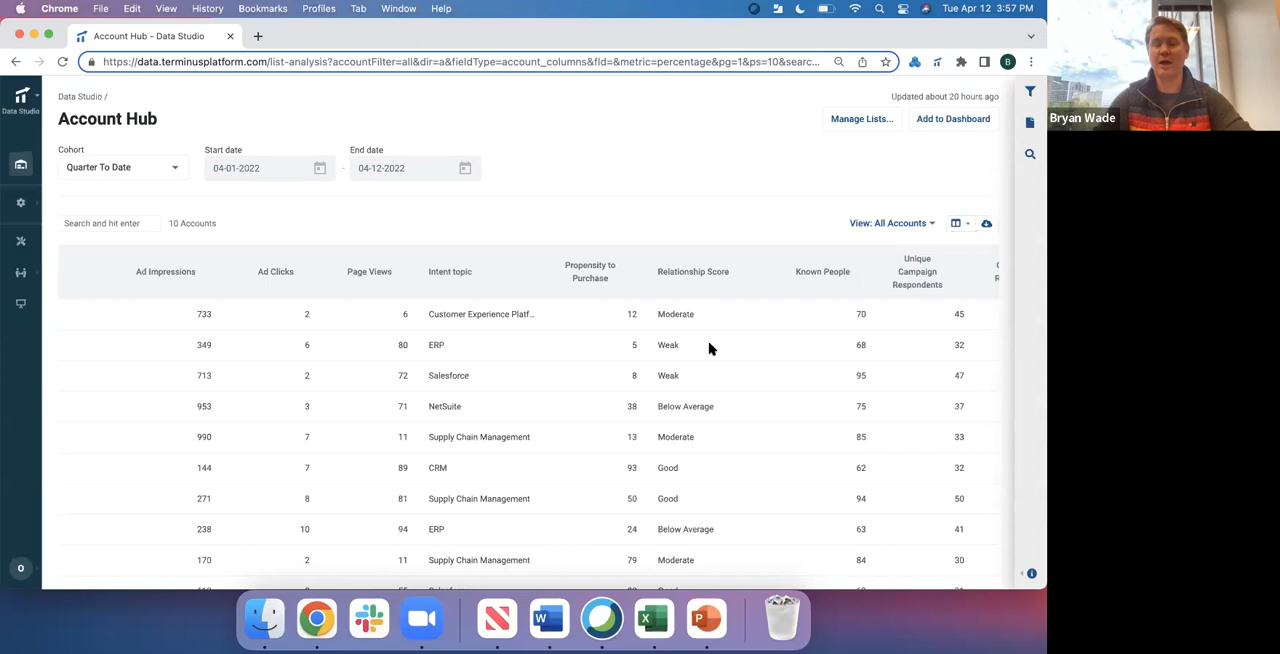 Chrome File Edit View History Bookmarks Profiles Tab Window Help Tue Apr 12 3:57 PM
Account Hub - Data Studio
https://data.terminusplatform.com/list-analysis?accountFilter=all&dir=a&fieldType=account_columns&fld=&metric=percentage&pg=1&ps=10&searc...
B
Bryan Wade
Data Studio
Data Studio /
Updated about 20 hours ago
Account Hub
Manage Lists...
Add to Dashboard
Cohort
Start date
End date
Quarter To Date
04-01-2022
-
04-12-2022
Search and hit enter
10 Accounts
View: All Accounts
Ad Impressions Ad Clicks Page Views Intent topic Propensity to Purchase Relationship Score Known People Unique Campaign Respondents
733 2 6 Customer Experience Platf... 12 Moderate 70 45
349 6 80 ERP 5 Weak 68 32
713 2 72 Salesforce 8 Weak 95 47
953 3 71 NetSuite 38 Below Average 75 37
990 7 11 Supply Chain Management 13 Moderate 85 33
144 7 89 CRM 93 Good 62 32
271 8 81 Supply Chain Management 50 Good 94 50
238 10 94 ERP 24 Below Average 63 41
170 2 11 Supply Chain Management 79 Moderate 84 30
O
W
X
P